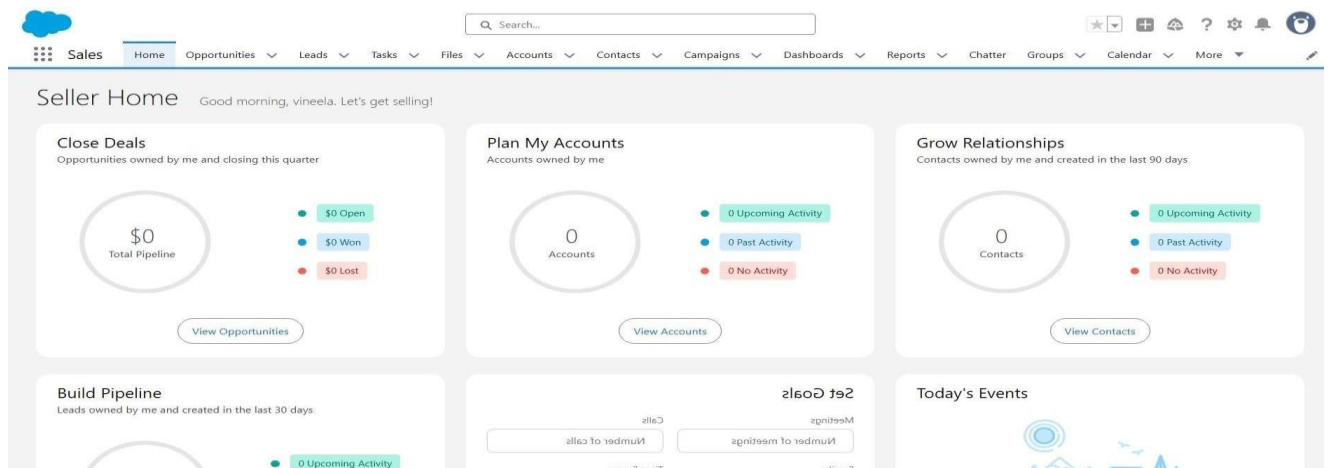 Search...
Sales Home Opportunities Leads Tasks Files Accounts Contacts Campaigns Dashboards Reports Chatter Groups Calendar More
Seller Home Good morning, vineela. Let's get selling!
Close Deals
Opportunities owned by me and closing this quarter
$0
Total Pipeline
$0 Open
$0 Won
$0 Lost
View Opportunities
Plan My Accounts
Accounts owned by me
0
Accounts
0 Upcoming Activity
0 Past Activity
0 No Activity
View Accounts
Grow Relationships
Contacts owned by me and created in the last 90 days
0
Contacts
0 Upcoming Activity
0 Past Activity
0 No Activity
View Contacts
Build Pipeline
Leads owned by me and created in the last 30 days
0 Upcoming Activity
Set Goals
Meetings Calls
Number of meetings Number of calls
Today's Events